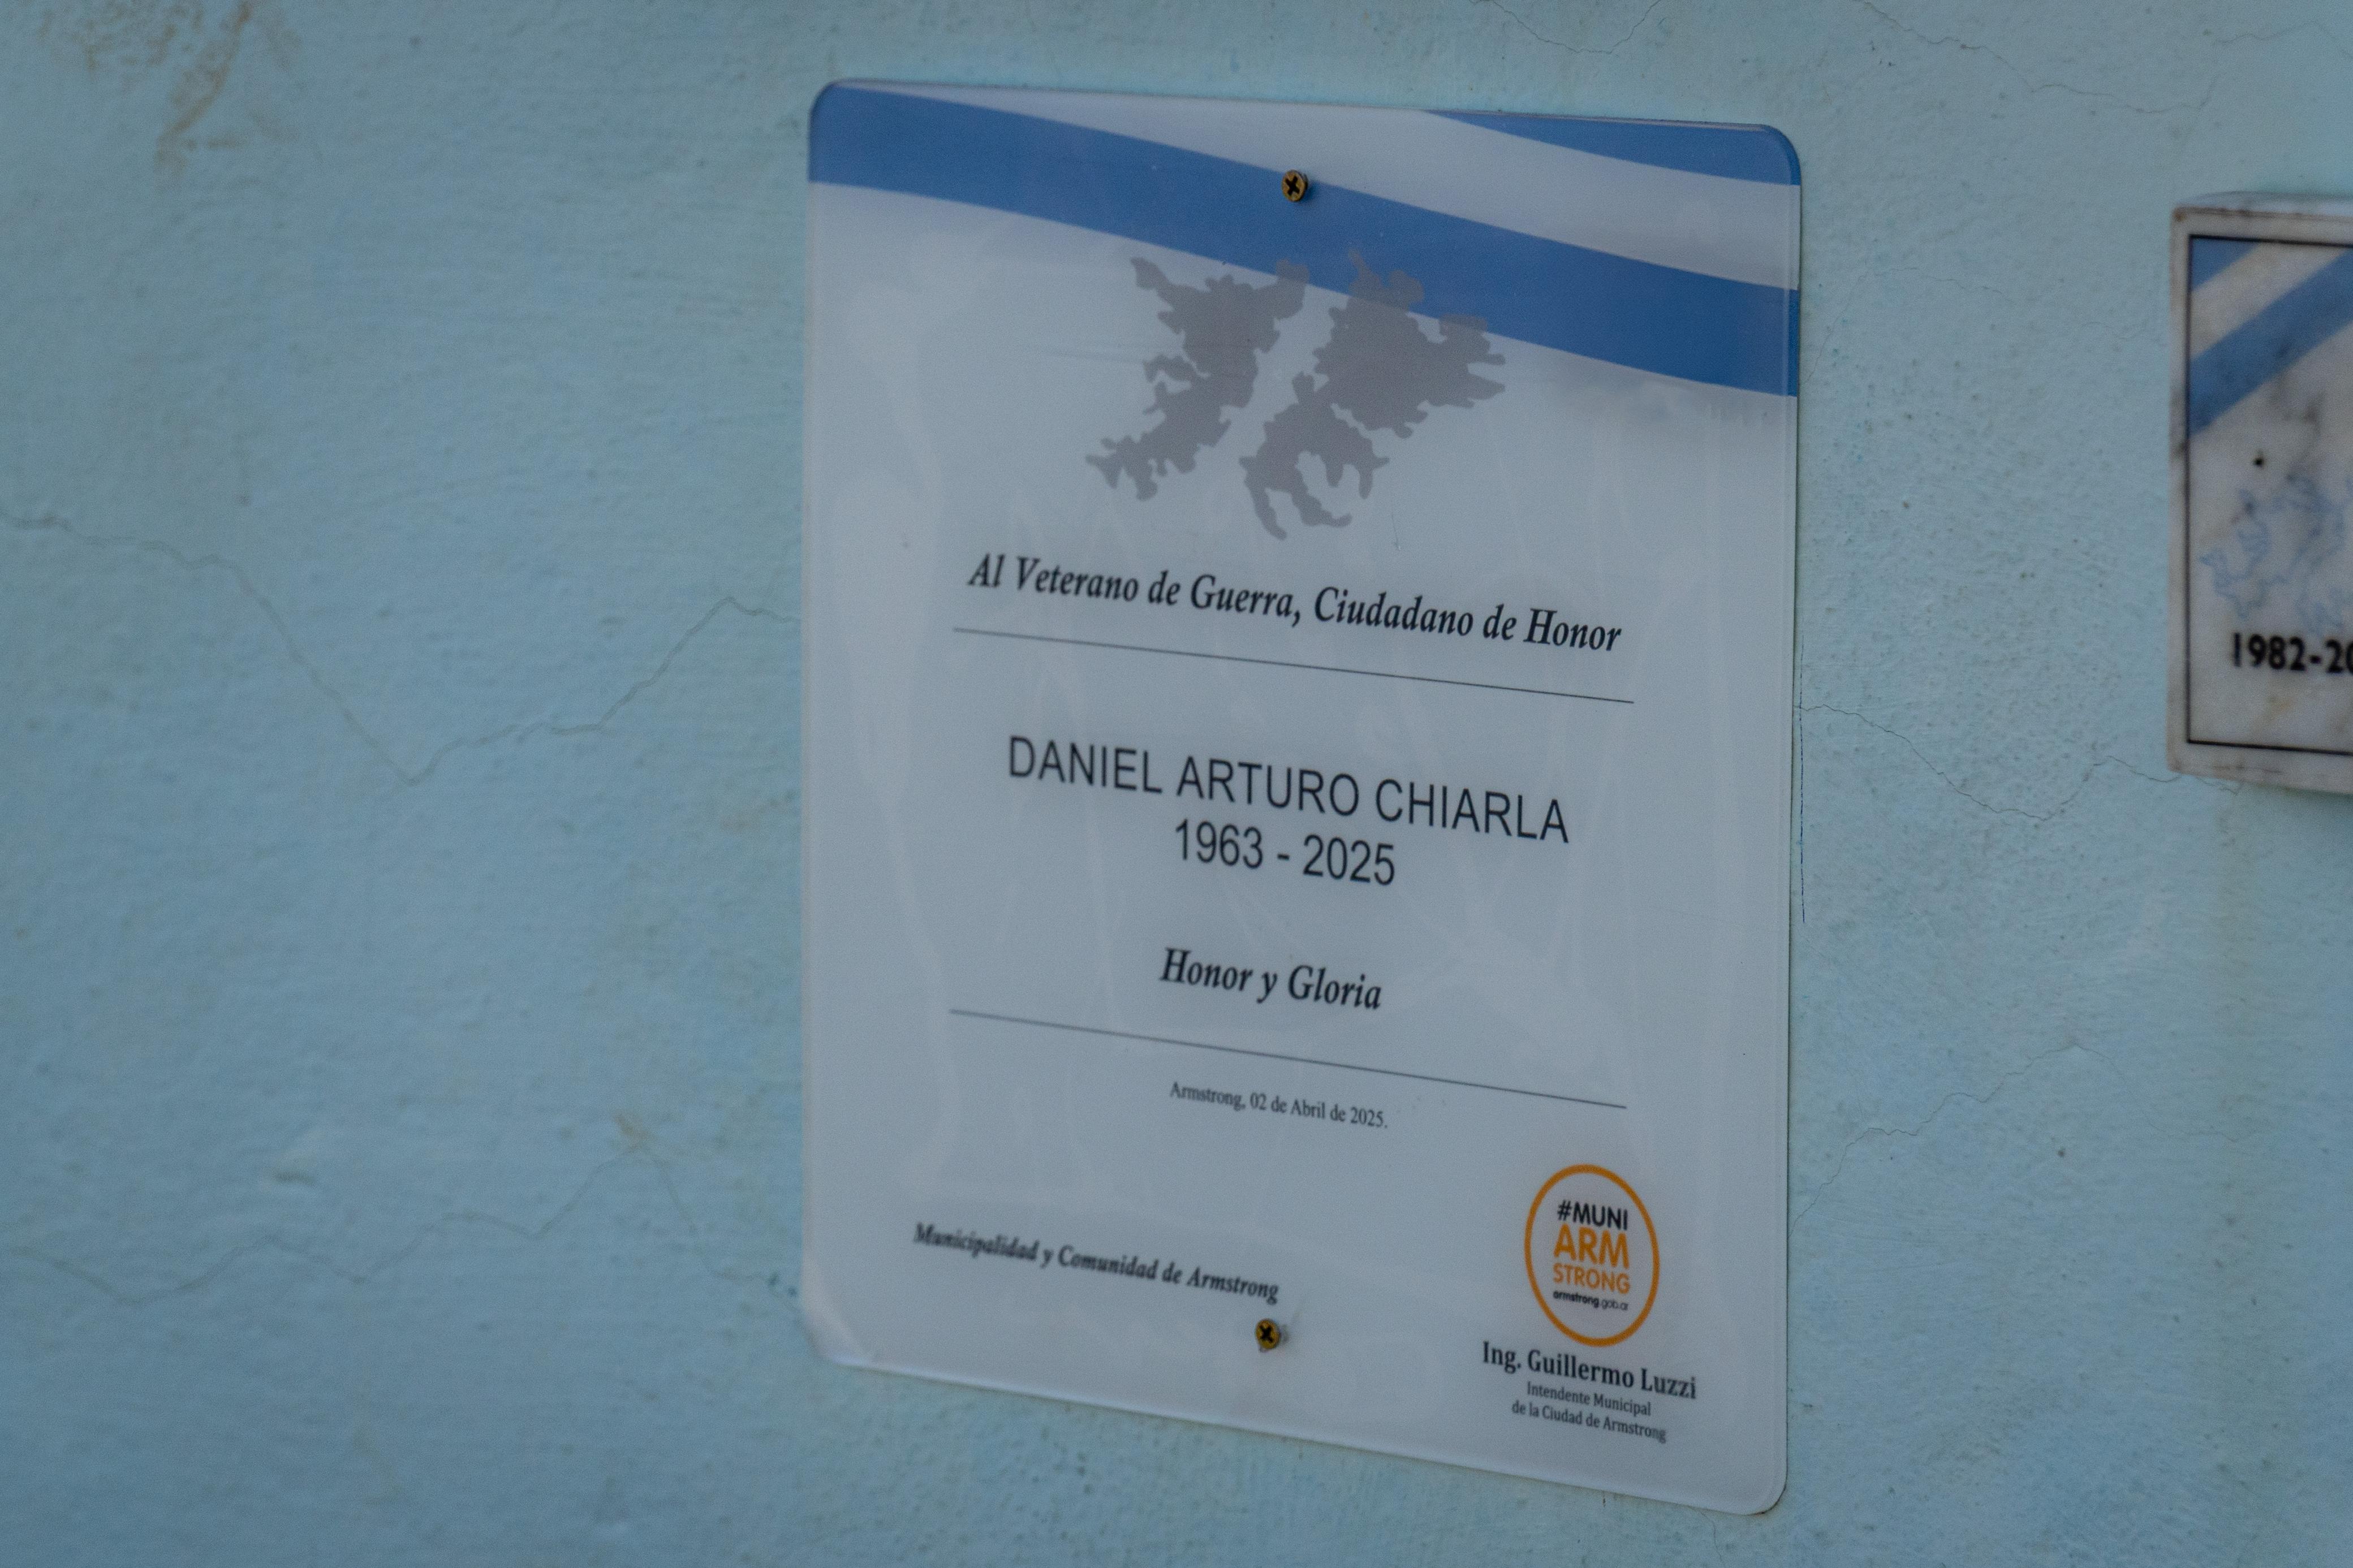 Al Veterano de Guerra, Ciudadano de Honor
DANIEL ARTURO CHIARLA
1963 - 2025
Honor y Gloria
Armstrong, 02 de Abril de 2025.
Municipalidad y Comunidad de Armstrong
#MUNI
ARM
STRONG
armstrong.gob.ar
Ing. Guillermo Luzzi
Intendente Municipal
de la Ciudad de Armstrong
1982-20